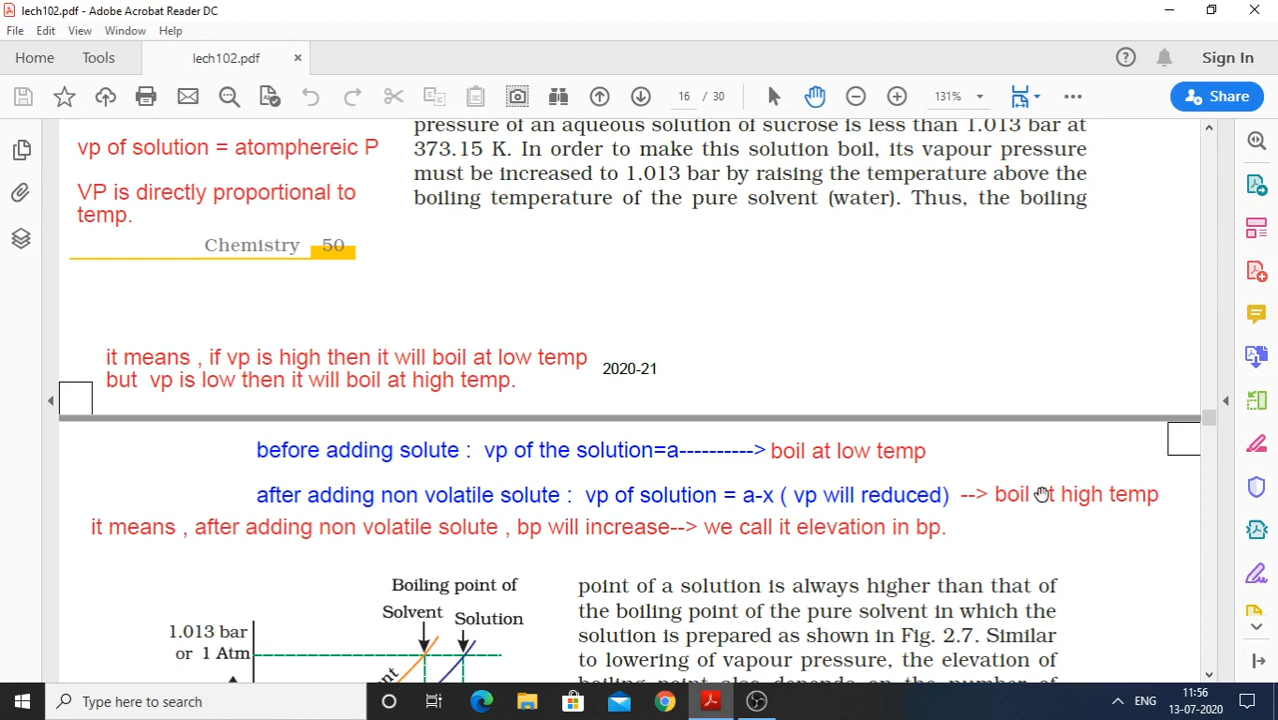 lech102.pdf - Adobe Acrobat Reader DC
File Edit View Window Help
Home Tools lech102.pdf × Sign In
16 / 30 131% Share
vp of solution = atomphereic P
VP is directly proportional to
temp.
Chemistry 50
pressure of an aqueous solution of sucrose is less than 1.013 bar at
373.15 K. In order to make this solution boil, its vapour pressure
must be increased to 1.013 bar by raising the temperature above the
boiling temperature of the pure solvent (water). Thus, the boiling
it means , if vp is high then it will boil at low temp
but vp is low then it will boil at high temp.
2020-21
before adding solute : vp of the solution=a----------> boil at low temp
after adding non volatile solute : vp of solution = a-x ( vp will reduced) --> boil at high temp
it means , after adding non volatile solute , bp will increase--> we call it elevation in bp.
Boiling point of
Solvent Solution
1.013 bar
or 1 Atm
point of a solution is always higher than that of
the boiling point of the pure solvent in which the
solution is prepared as shown in Fig. 2.7. Similar
to lowering of vapour pressure, the elevation of
boiling point also depends on the number of
Type here to search
ENG 11:56
13-07-2020